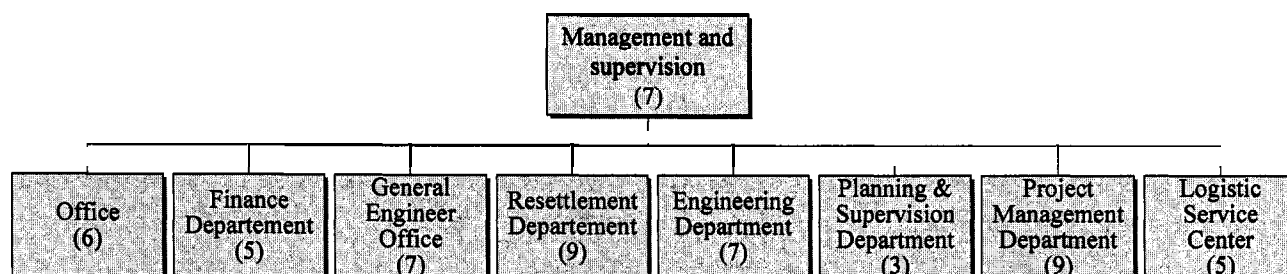 Management and
supervision
(7)
Office
(6)
Finance
Departement
(5)
General
Engineer
Office
(7)
Resettlement
Departement
(9)
Engineering
Department
(7)
Planning &
Supervision
Department
(3)
Project
Management
Department
(9)
Logistic
Service
Center
(5)